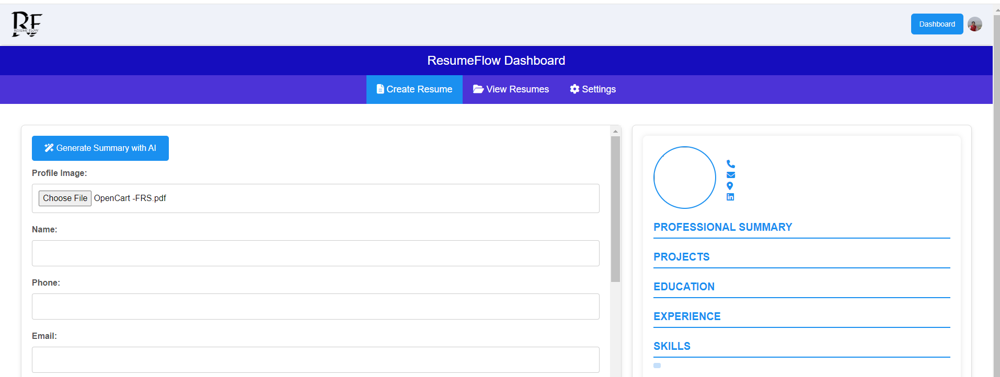 RF
RESUME FLOW
Dashboard
ResumeFlow Dashboard
Create Resume
View Resumes
Settings
Generate Summary with AI
Profile Image:
Choose File OpenCart -FRS.pdf
Name:
Phone:
Email:
PROFESSIONAL SUMMARY
PROJECTS
EDUCATION
EXPERIENCE
SKILLS